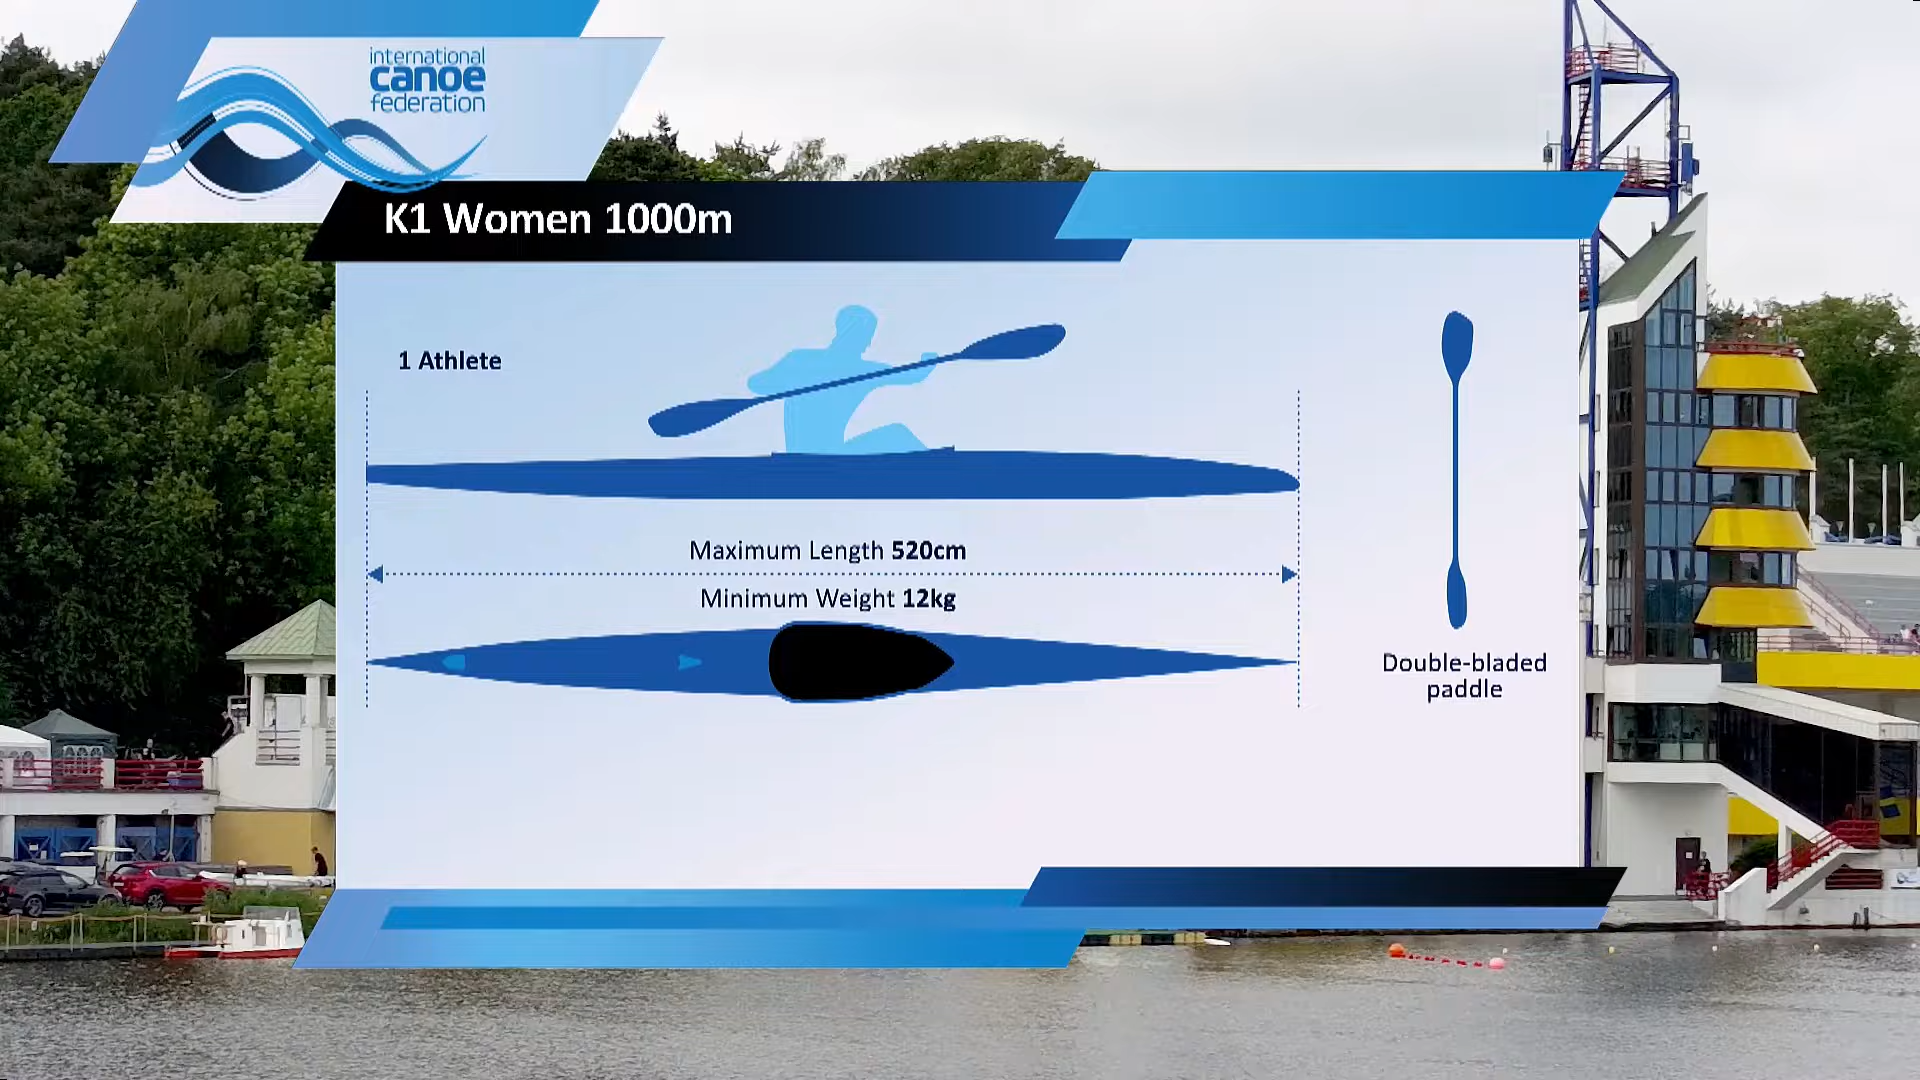 international
canoe
federation
K1 Women 1000m
1 Athlete
Maximum Length 520cm
Minimum Weight 12kg
Double-bladed
paddle